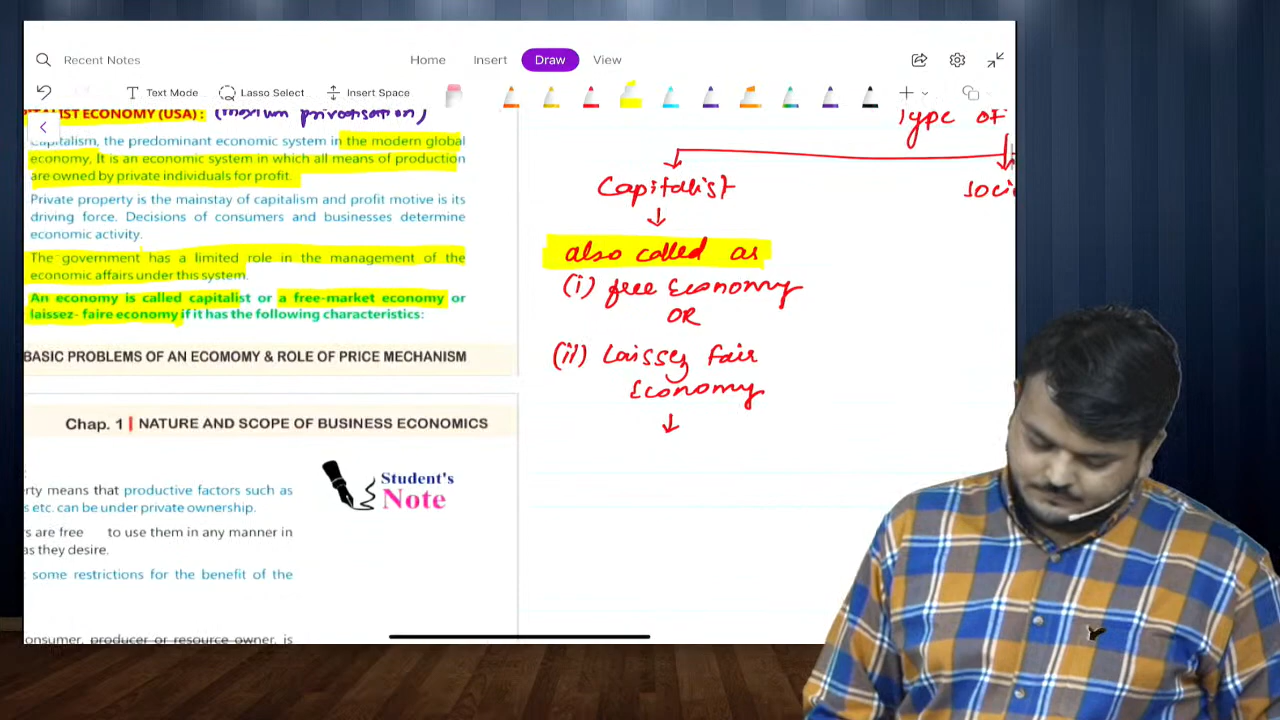 Recent Notes
Home
Insert
Draw
View
Text Mode
Lasso Select
Insert Space
ITALIST ECONOMY (USA) : (maxium privatisation)
Capitalism, the predominant economic system in the modern global
economy. It is an economic system in which all means of production
are owned by private individuals for profit.
Private property is the mainstay of capitalism and profit motive is its
driving force. Decisions of consumers and businesses determine
economic activity.
The government has a limited role in the management of the
economic affairs under this system.
An economy is called capitalist or a free-market economy or
laissez- faire economy if it has the following characteristics:
BASIC PROBLEMS OF AN ECOMOMY & ROLE OF PRICE MECHANISM
Chap. 1 | NATURE AND SCOPE OF BUSINESS ECONOMICS
Student's
Note
rty means that productive factors such as
s etc. can be under private ownership.
rs are free to use them in any manner in
as they desire.
some restrictions for the benefit of the
onsumer, producer or resource owner, is
Type of
Capitalist
Soci
also called as
(i) free Economy
OR
(ii) Laissez fair
Economy